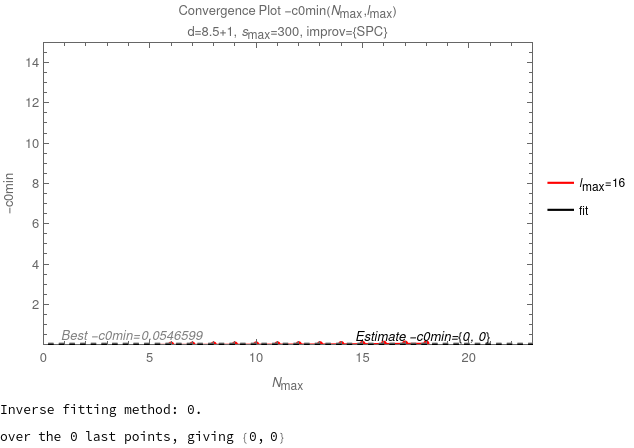 Convergence Plot -c0min(Nmax,lmax)
d=8.5+1, smax=300, improv={SPC}
14
12
10
8
6
4
2
-c0min
Best -c0min=0.0546599
Estimate -c0min={0, 0}
0
5
10
15
20
Nmax
lmax=16
fit
Inverse fitting method: 0.
over the 0 last points, giving {0, 0}